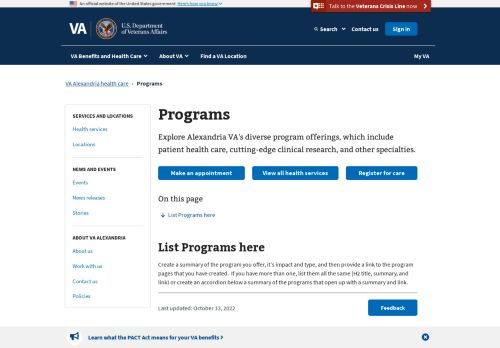 An official website of the United States government Here's how you know
Talk to the Veterans Crisis Line now
VA
U.S. Department
of Veterans Affairs
Search
Contact us
Sign in
VA Benefits and Health Care
About VA
Find a VA Location
My VA
VA Alexandria health care
Programs
SERVICES AND LOCATIONS
Health services
Locations
NEWS AND EVENTS
Events
News releases
Stories
ABOUT VA ALEXANDRIA
About us
Work with us
Contact us
Policies
Programs
Explore Alexandria VA's diverse program offerings, which include
patient health care, cutting-edge clinical research, and other specialties.
Make an appointment
View all health services
Register for care
On this page
List Programs here
List Programs here
Create a summary of the program you offer, it's impact and type, and then provide a link to the program
pages that you have created. If you have more than one, list them all the same (H2 title, summary, and
link) or create an accordion below a summary of the programs that open up with a summary and link.
Last updated: October 13, 2022
Feedback
Learn what the PACT Act means for your VA benefits